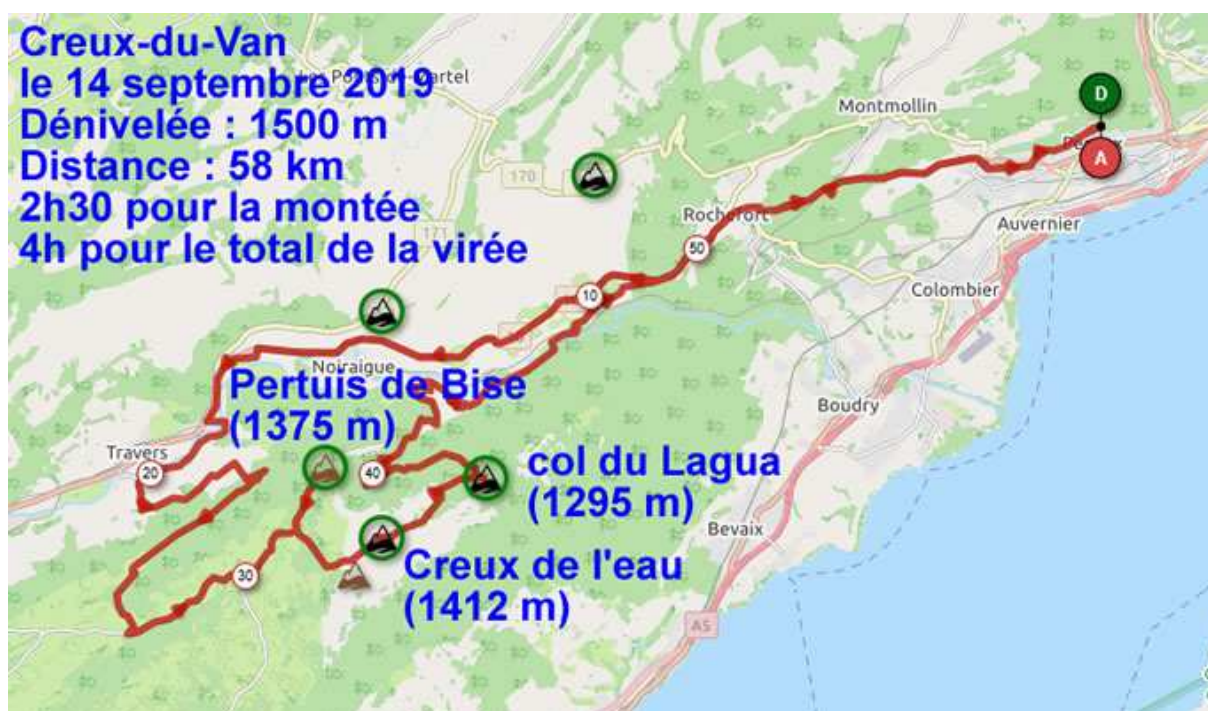 Creux-du-Van
le 14 septembre 2019
Dénivelée : 1500 m
Distance : 58 km
2h30 pour la montée
4h pour le total de la virée
Montmollin
D
A
170
171
Rochefort
Auvernier
50
10
Colombier
Noiraigue
Pertuis de Bise
(1375 m)
Boudry
Travers
20
40
col du Lagua
(1295 m)
Bevaix
30
Creux de l'eau
(1412 m)
A5